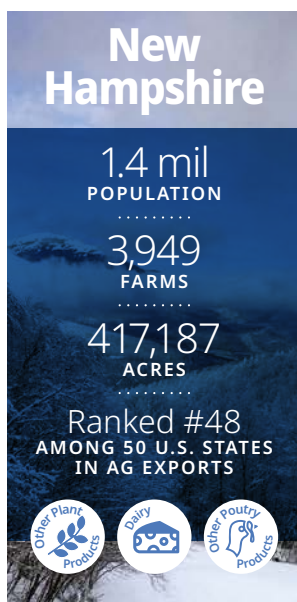 New
Hampshire
1.4 mil
POPULATION
3,949
FARMS
417,187
ACRES
Ranked #48
AMONG 50 U.S. STATES
IN AG EXPORTS
Other Plant
Products
Dairy
Other Poutry
Products